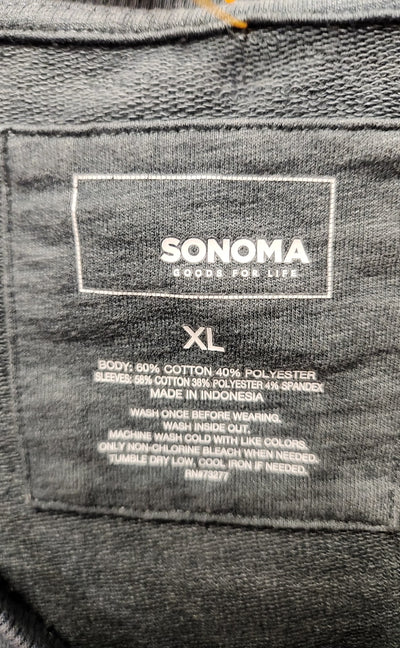 SONOMA
GOODS FOR LIFE
XL
BODY: 60% COTTON 40% POLYESTER
SLEEVES: 58% COTTON 38% POLYESTER 4% SPANDEX
MADE IN INDONESIA
WASH ONCE BEFORE WEARING.
WASH INSIDE OUT.
MACHINE WASH COLD WITH LIKE COLORS.
ONLY NON-CHLORINE BLEACH WHEN NEEDED.
TUMBLE DRY LOW, COOL IRON IF NEEDED.
RN#73277